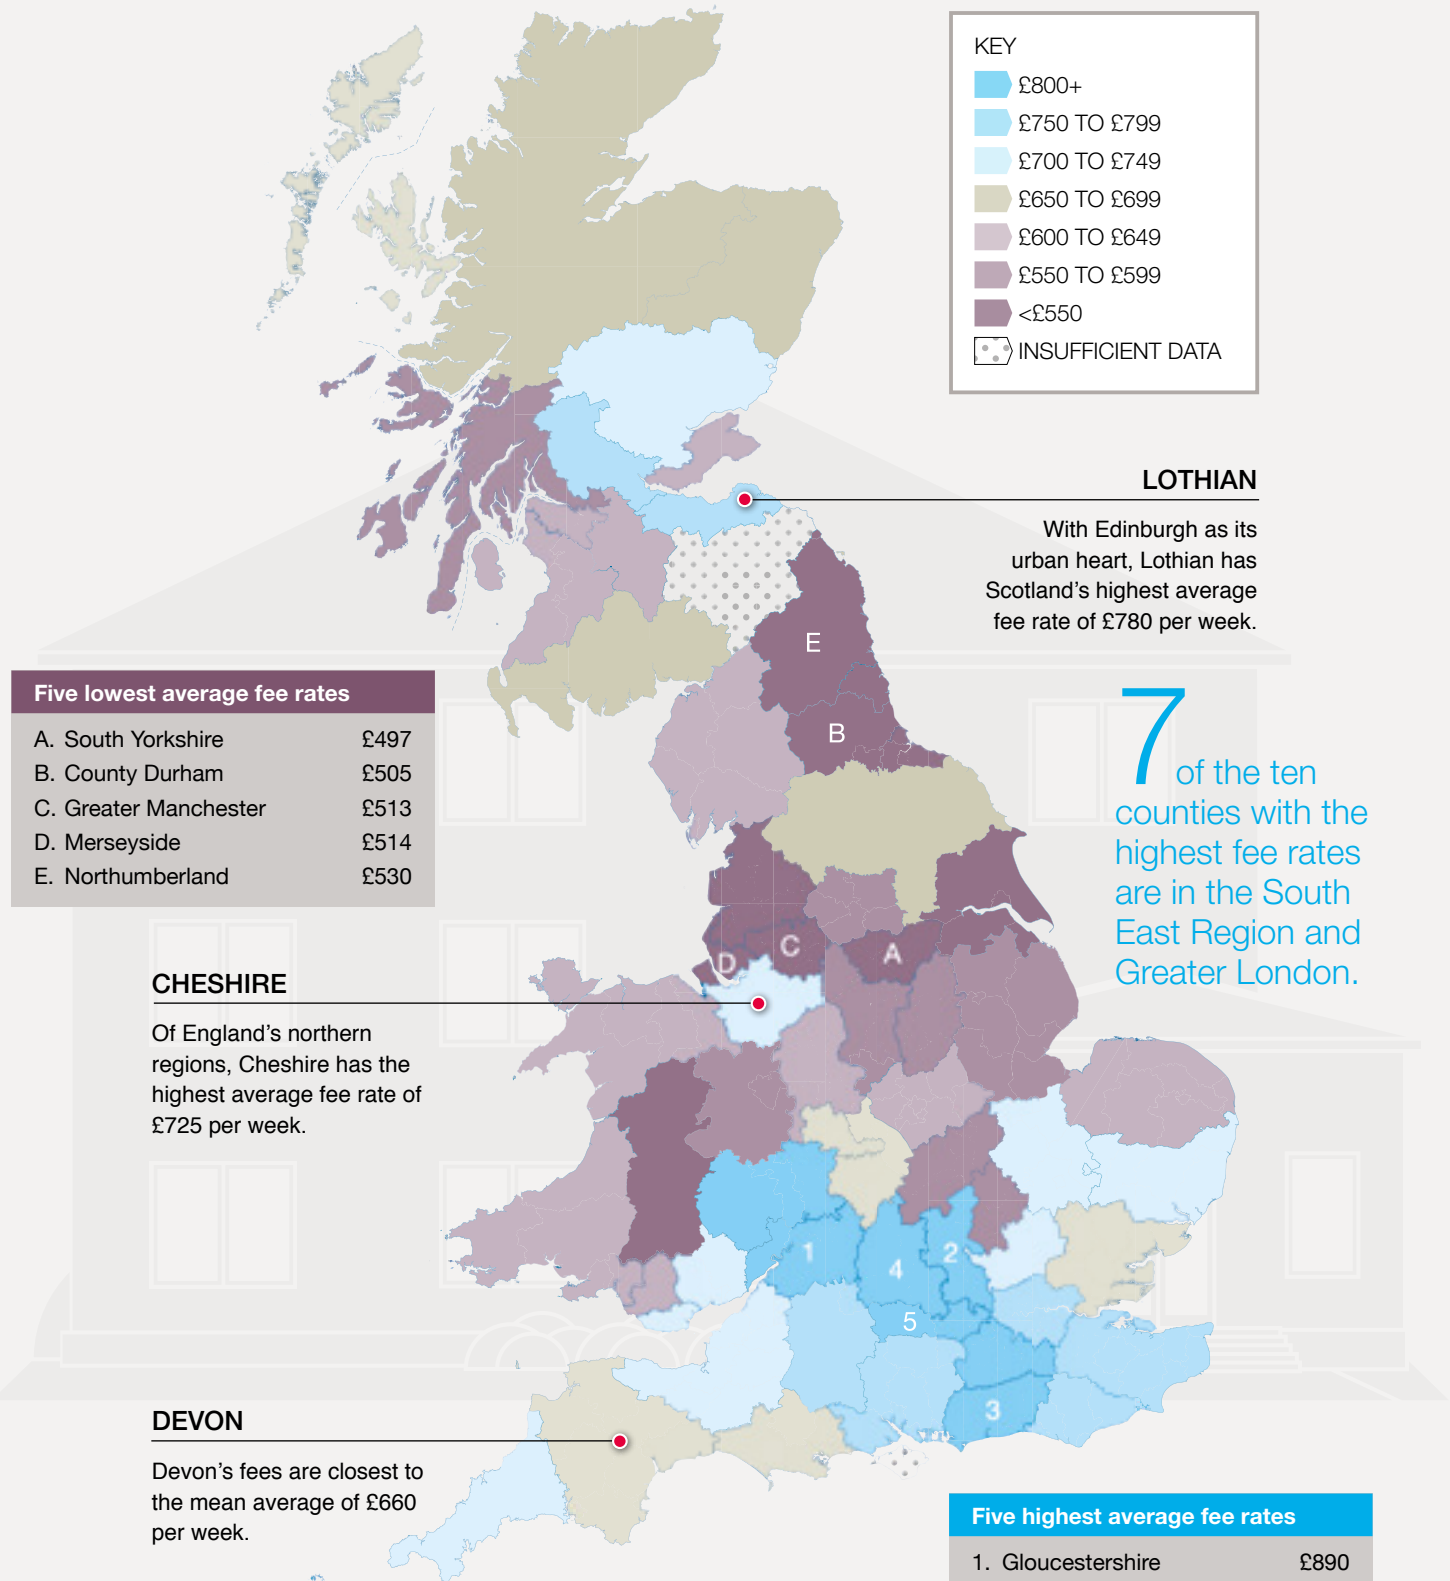 KEY
£800+
£750 TO £799
£700 TO £749
£650 TO £699
£600 TO £649
£550 TO £599
<£550
INSUFFICIENT DATA
LOTHIAN
With Edinburgh as its
urban heart, Lothian has
Scotland’s highest average
fee rate of £780 per week.
E
Five lowest average fee rates
A. South Yorkshire £497
B. County Durham £505
C. Greater Manchester £513
D. Merseyside £514
E. Northumberland £530
B
7 of the ten
counties with the
highest fee rates
are in the South
East Region and
Greater London.
C
A
D
CHESHIRE
Of England’s northern
regions, Cheshire has the
highest average fee rate of
£725 per week.
1
2
4
5
3
DEVON
Devon’s fees are closest to
the mean average of £660
per week.
Five highest average fee rates
1. Gloucestershire £890